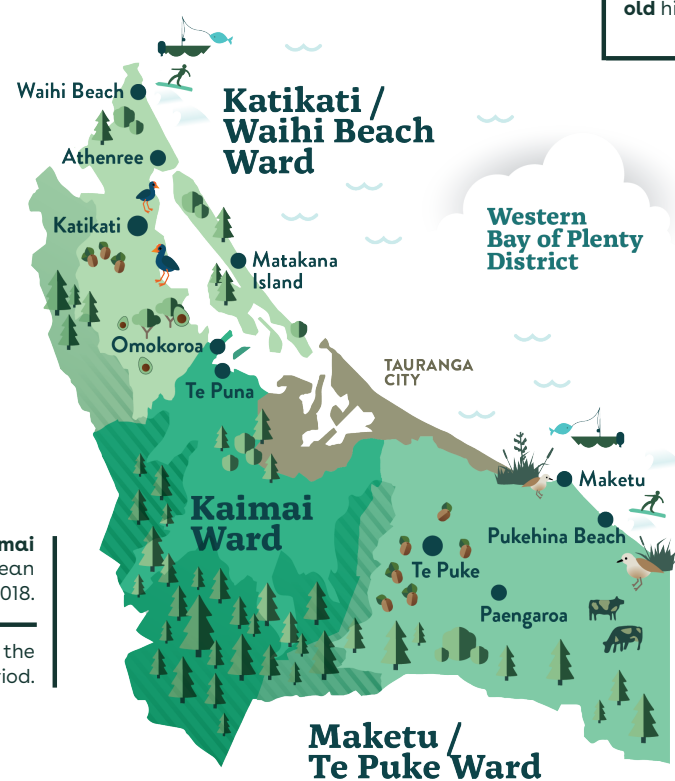 old hi
Waihi Beach
Katikati /
Waihi Beach
Ward
Athenree
Katikati
Western
Bay of Plenty
District
Matakana
Island
Omokoroa
TAURANGA
CITY
Te Puna
Maketu
Kaimai
Ward
Pukehina Beach
mai
ean
018.
Te Puke
Paengaroa
the
iod.
Maketu /
Te Puke Ward